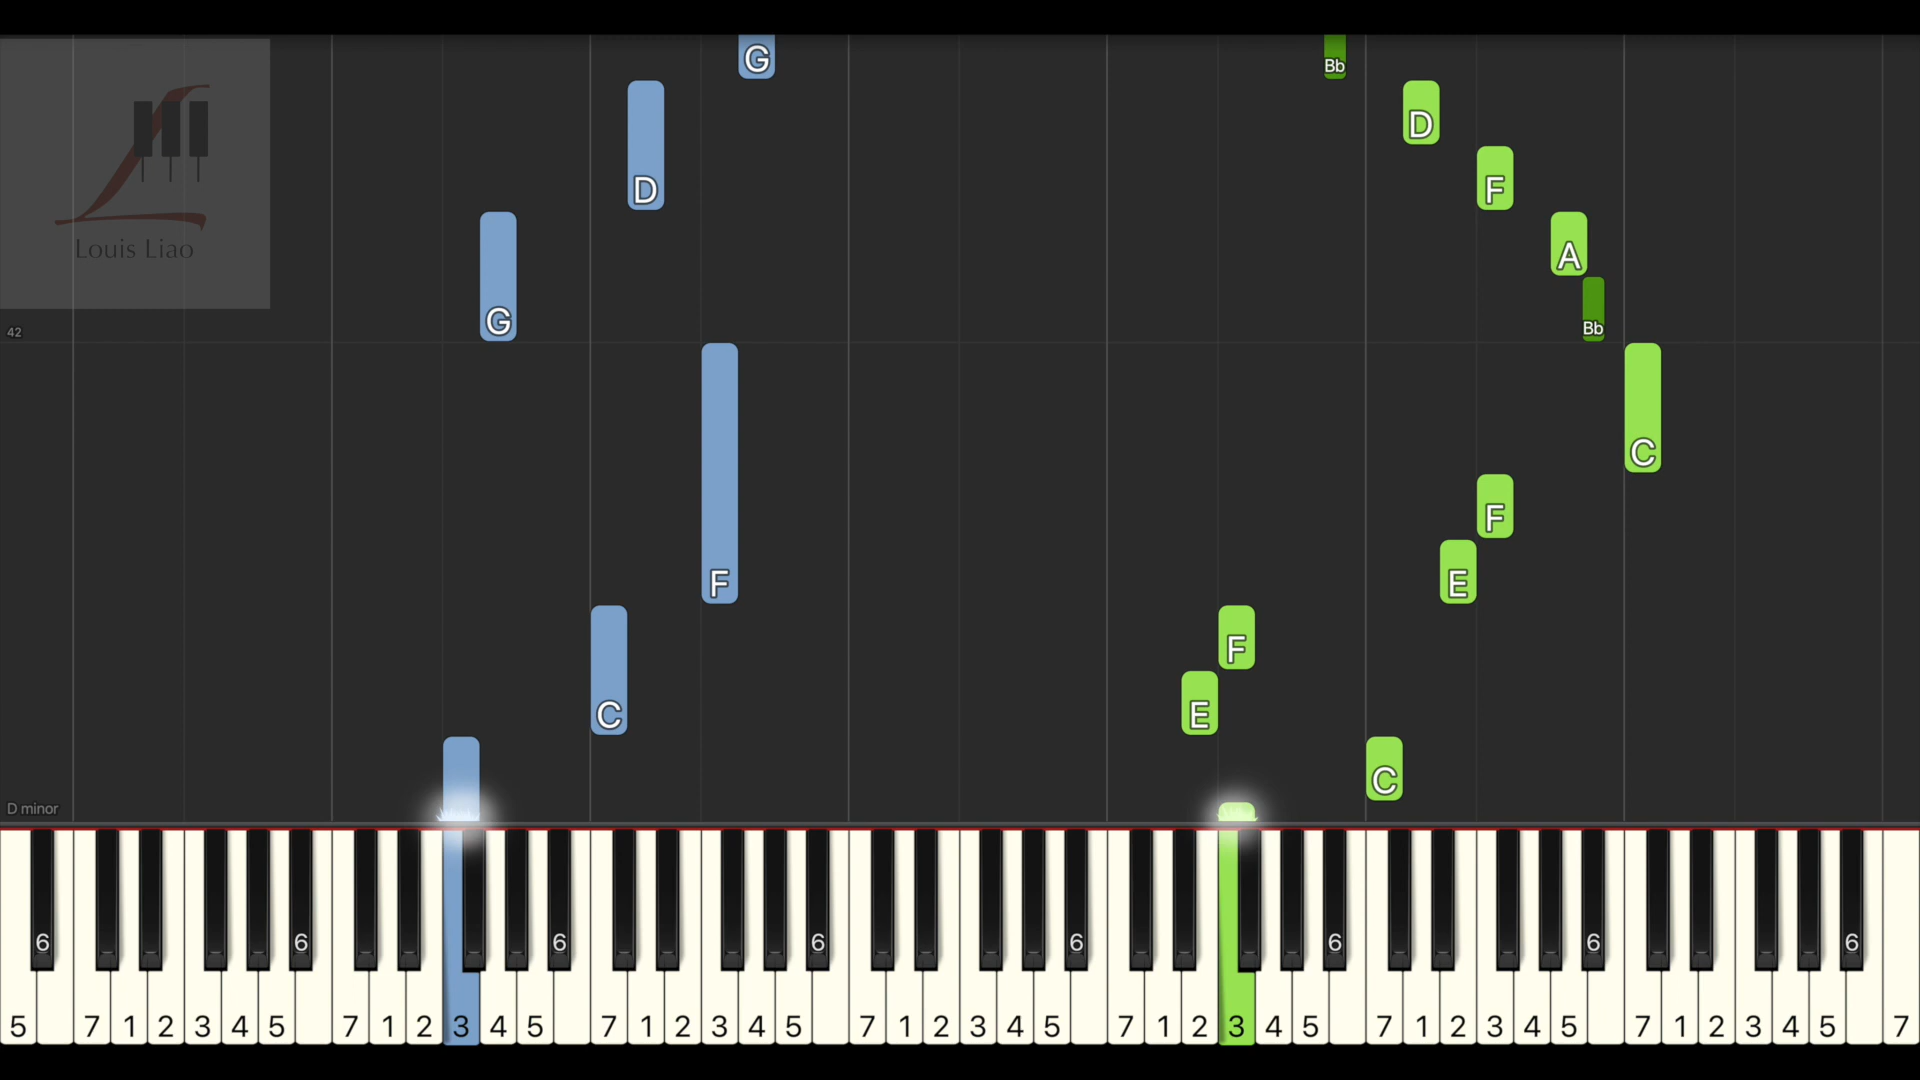 G Bb
D D
F
G A
Louis Liao
Bb
42
F C
F
E
C F
E
C
D minor
6 6 6 6 6 6 6 6
5 7 1 2 3 4 5 7 1 2 3 4 5 7 1 2 3 4 5 7 1 2 3 4 5 7 1 2 3 4 5 7 1 2 3 4 5 7 1 2 3 4 5 7